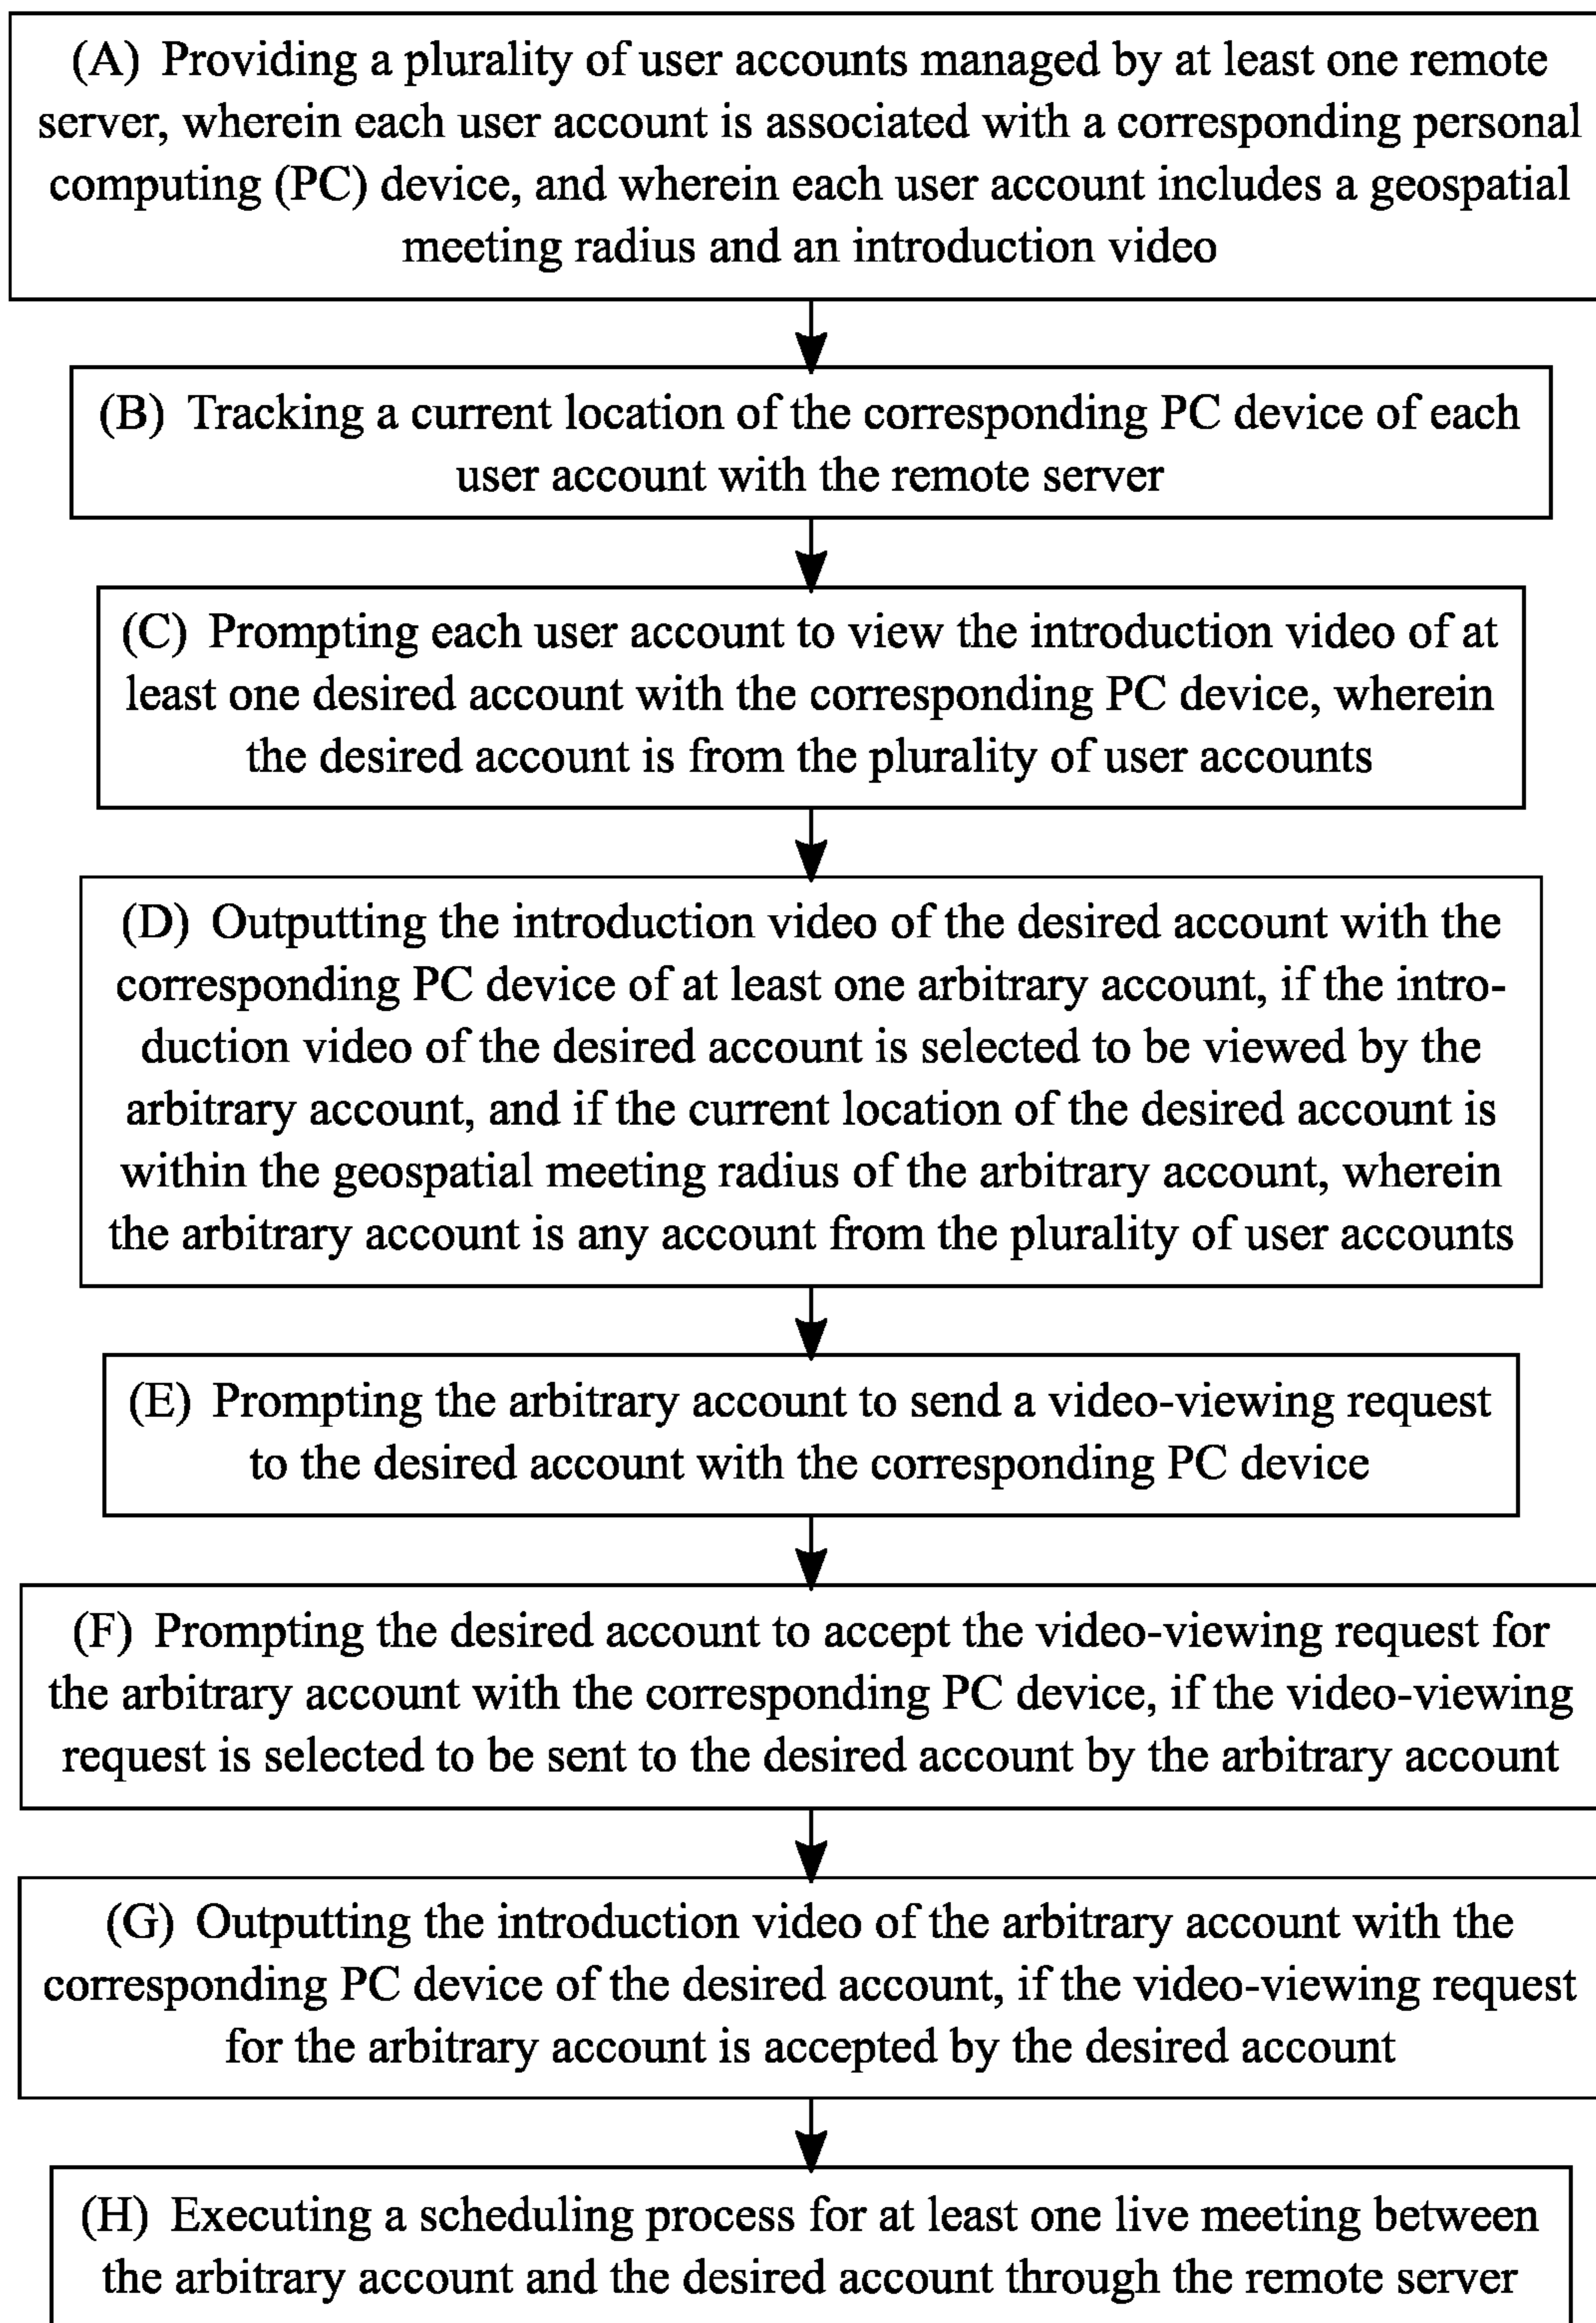 (A) Providing a plurality of user accounts managed by at least one remote
server, wherein each user account is associated with a corresponding personal
computing (PC) device, and wherein each user account includes a geospatial
meeting radius and an introduction video
(B) Tracking a current location of the corresponding PC device of each
user account with the remote server
(C) Prompting each user account to view the introduction video of at
least one desired account with the corresponding PC device, wherein
the desired account is from the plurality of user accounts
(D) Outputting the introduction video of the desired account with the
corresponding PC device of at least one arbitrary account, if the intro-
duction video of the desired account is selected to be viewed by the
arbitrary account, and if the current location of the desired account is
within the geospatial meeting radius of the arbitrary account, wherein
the arbitrary account is any account from the plurality of user accounts
(E) Prompting the arbitrary account to send a video-viewing request
to the desired account with the corresponding PC device
(F) Prompting the desired account to accept the video-viewing request for
the arbitrary account with the corresponding PC device, if the video-viewing
request is selected to be sent to the desired account by the arbitrary account
(G) Outputting the introduction video of the arbitrary account with the
corresponding PC device of the desired account, if the video-viewing request
for the arbitrary account is accepted by the desired account
(H) Executing a scheduling process for at least one live meeting between
the arbitrary account and the desired account through the remote server